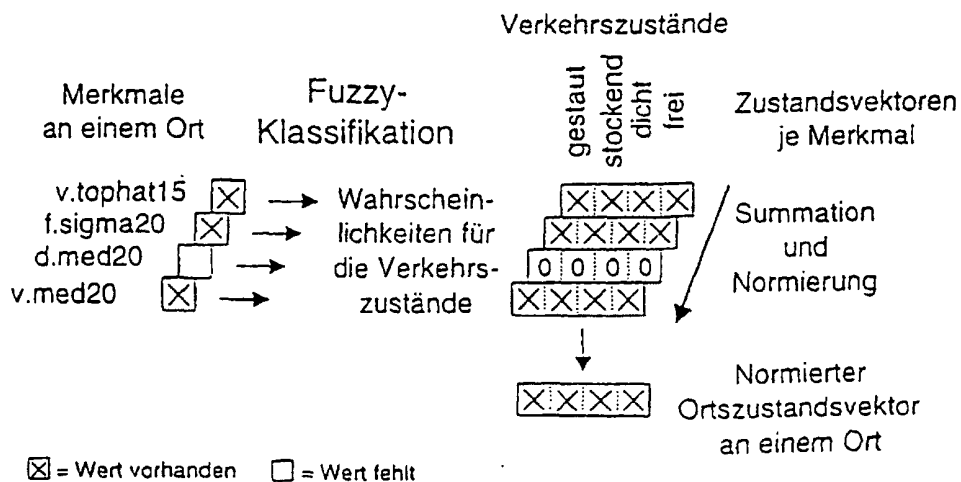 Verkehrszustände
gestaut
stockend
dicht
frei
Merkmale
an einem Ort
Fuzzy-
Klassifikation
Zustandsvektoren
je Merkmal
v.tophat15
f.sigma20
d.med20
v.med20
Wahrschein-
lichkeiten für
die Verkehrs-
zustände
0 0 0 0
Summation
und
Normierung
Normierter
Ortszustandsvektor
an einem Ort
= Wert vorhanden
= Wert fehlt